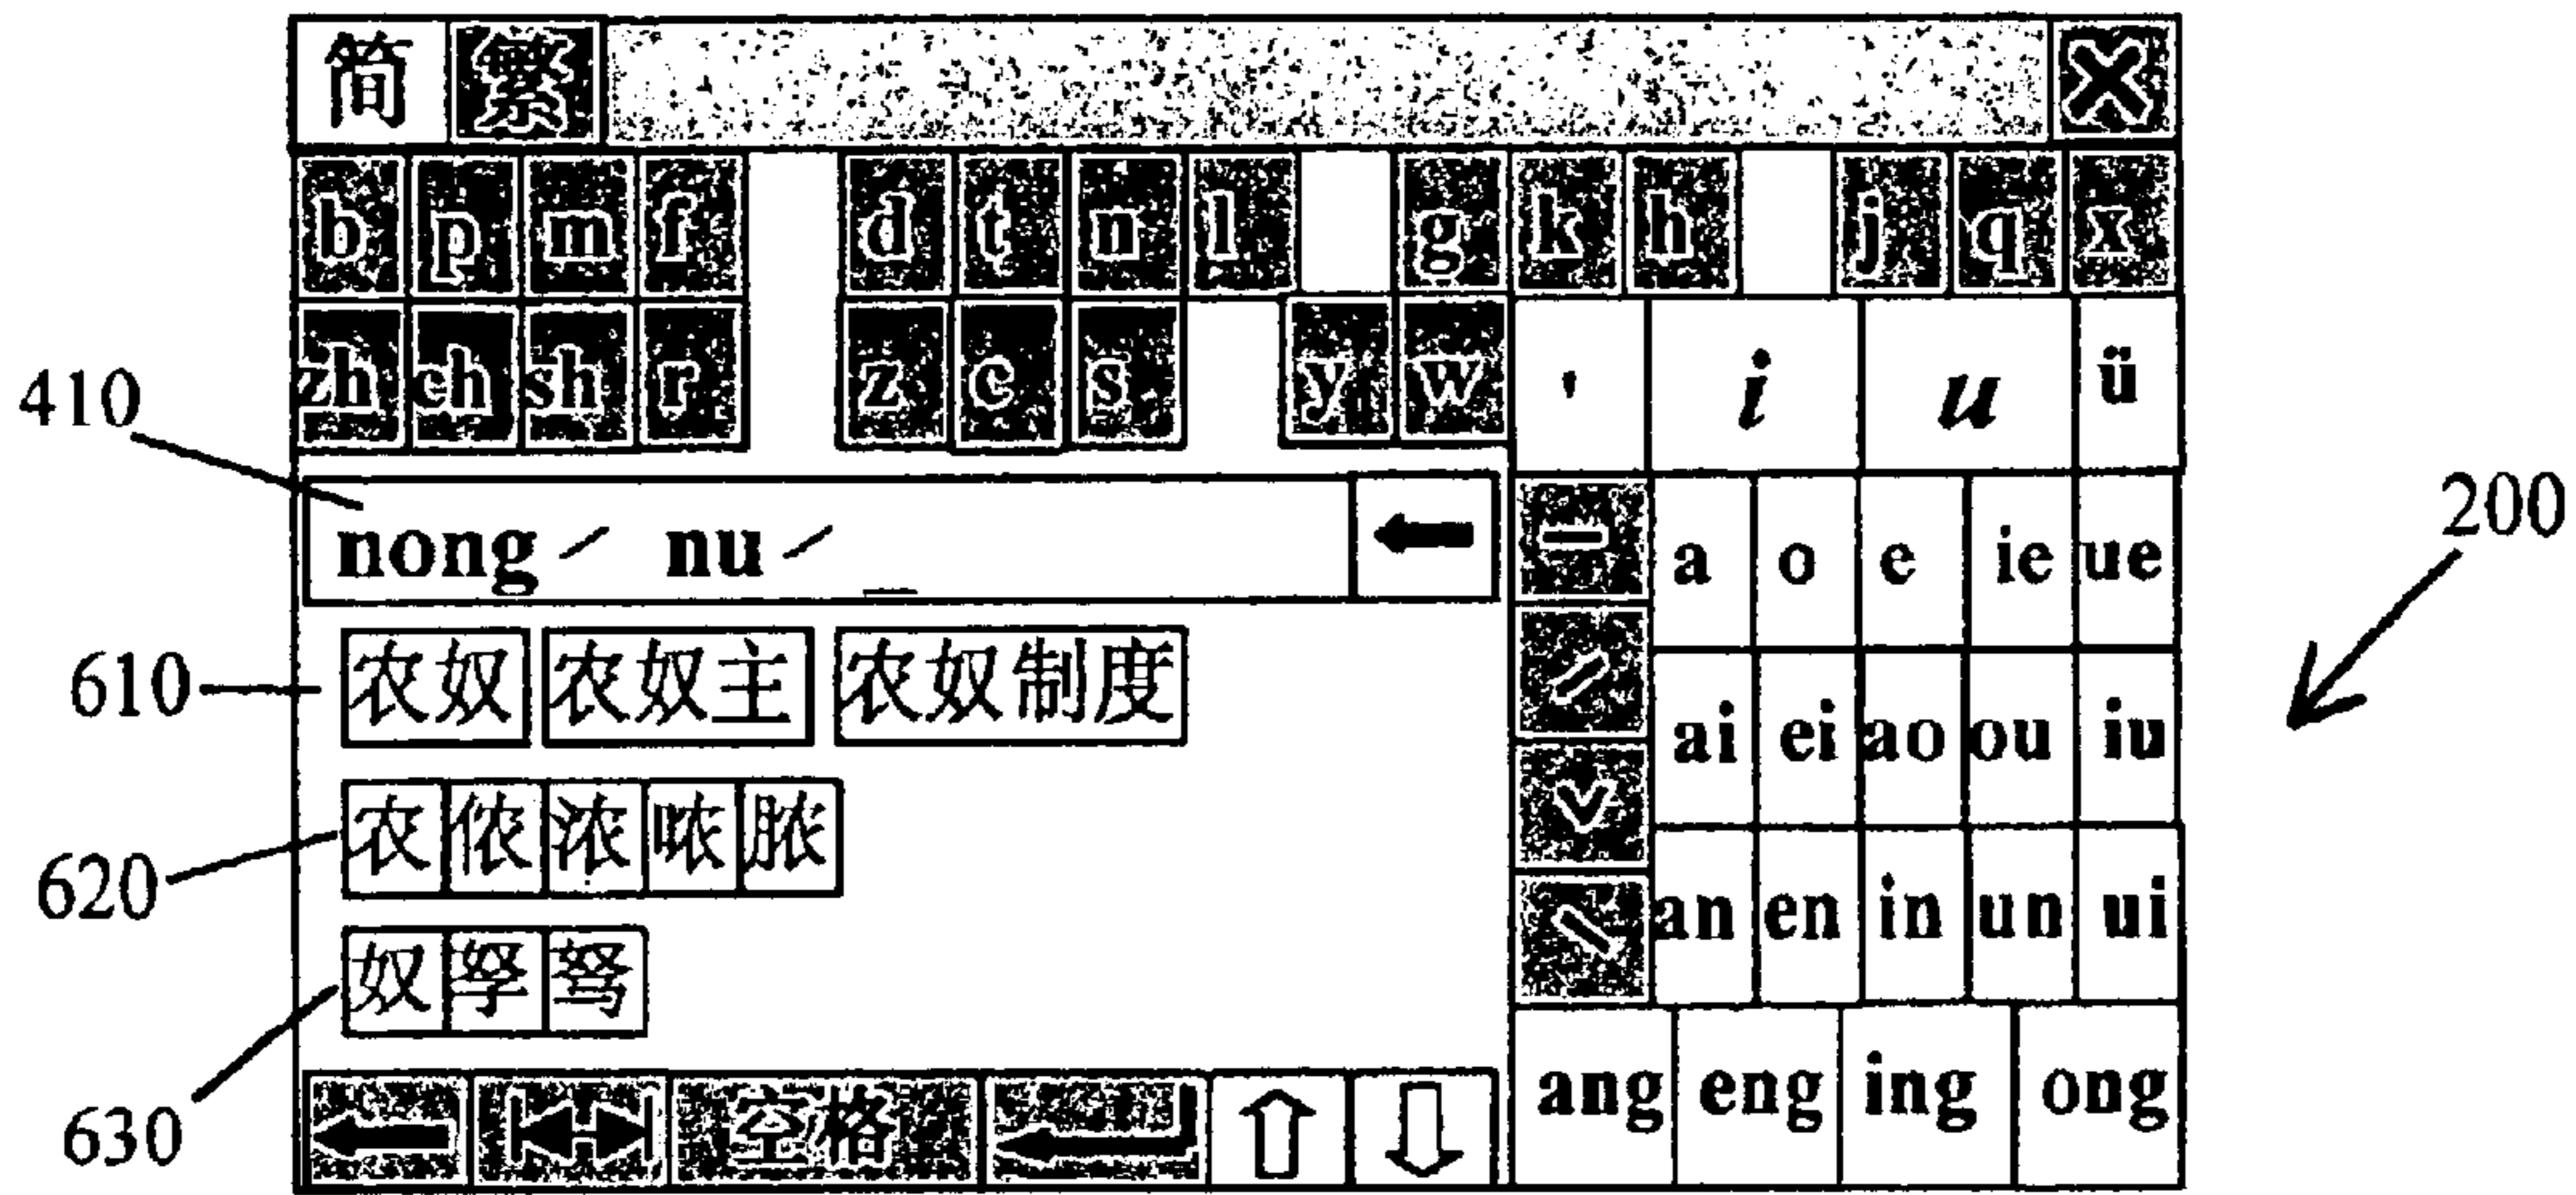 简 繁
b p m f d t n l g k h j q x
zh ch sh r z c s y w ' i u ü
410
nong ˊ nu ˊ _
a o e ie ue
200
610
农奴 农奴主 农奴制度
ai ei ao ou iu
620
农 侬 浓 哝 脓
an en in un ui
630
奴 孥 驽
空格
ang eng ing ong